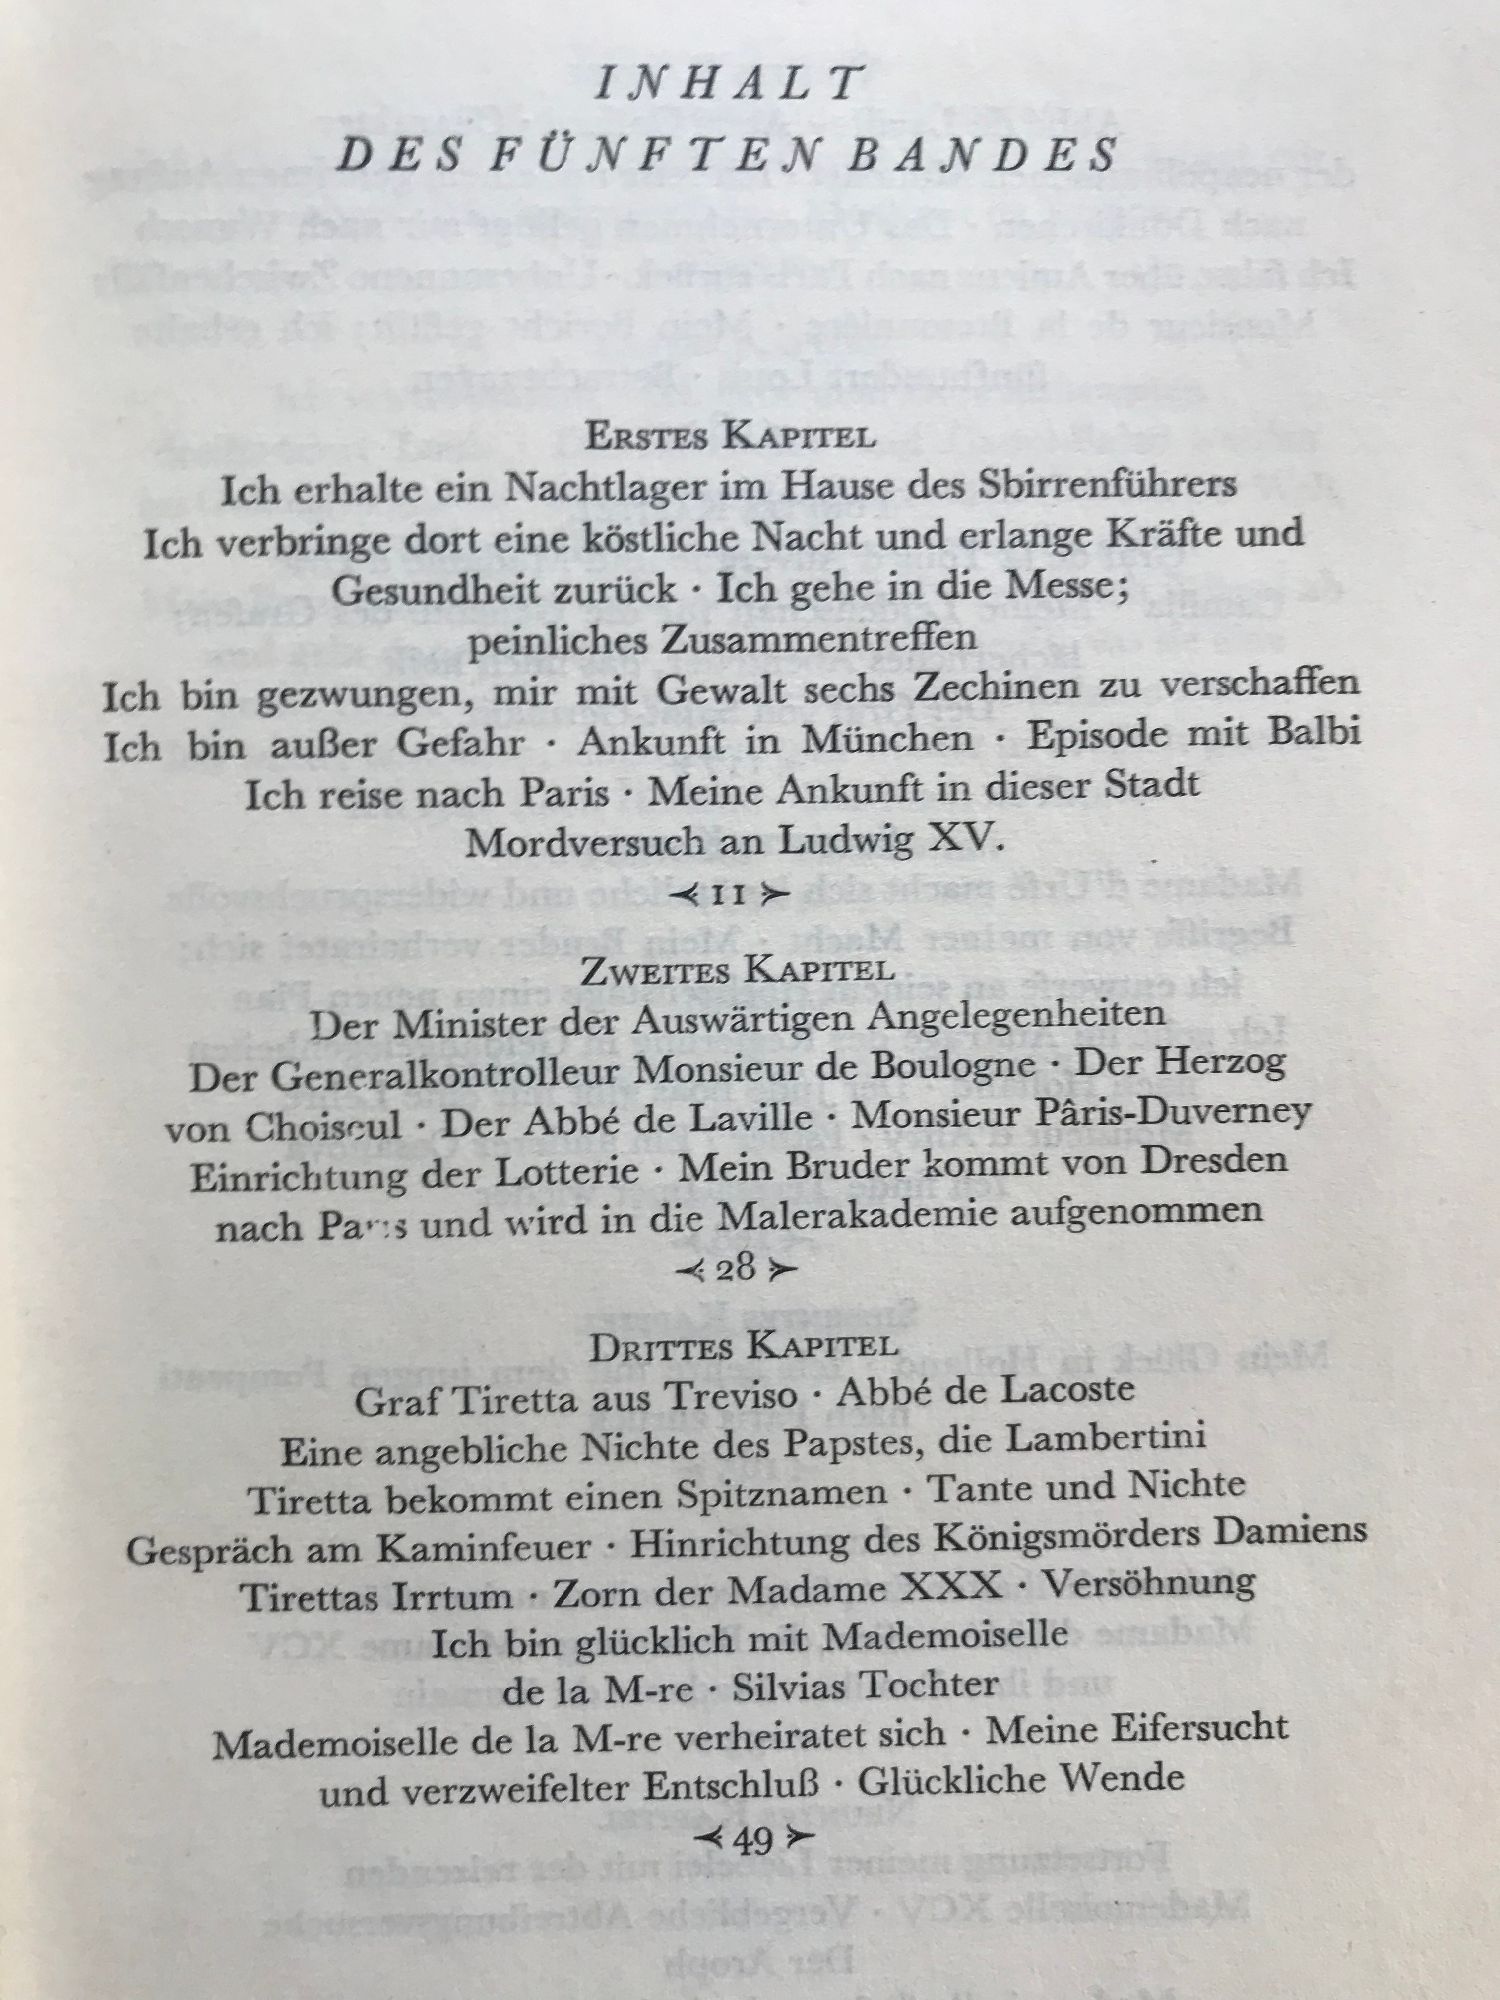 INHALT
DES FÜNFTEN BANDES
ERSTES KAPITEL
Ich erhalte ein Nachtlager im Hause des Sbirrenführers
Ich verbringe dort eine köstliche Nacht und erlange Kräfte und
Gesundheit zurück · Ich gehe in die Messe;
peinliches Zusammentreffen
Ich bin gezwungen, mir mit Gewalt sechs Zechinen zu verschaffen
Ich bin außer Gefahr · Ankunft in München · Episode mit Balbi
Ich reise nach Paris · Meine Ankunft in dieser Stadt
Mordversuch an Ludwig XV.
11
ZWEITES KAPITEL
Der Minister der Auswärtigen Angelegenheiten
Der Generalkontrolleur Monsieur de Boulogne · Der Herzog
von Choiseul · Der Abbé de Laville · Monsieur Pâris-Duverney
Einrichtung der Lotterie · Mein Bruder kommt von Dresden
nach Paris und wird in die Malerakademie aufgenommen
28
DRITTES KAPITEL
Graf Tiretta aus Treviso · Abbé de Lacoste
Eine angebliche Nichte des Papstes, die Lambertini
Tiretta bekommt einen Spitznamen · Tante und Nichte
Gespräch am Kaminfeuer · Hinrichtung des Königsmörders Damiens
Tirettas Irrtum · Zorn der Madame XXX · Versöhnung
Ich bin glücklich mit Mademoiselle
de la M-re · Silvias Tochter
Mademoiselle de la M-re verheiratet sich · Meine Eifersucht
und verzweifelter Entschluß · Glückliche Wende
49